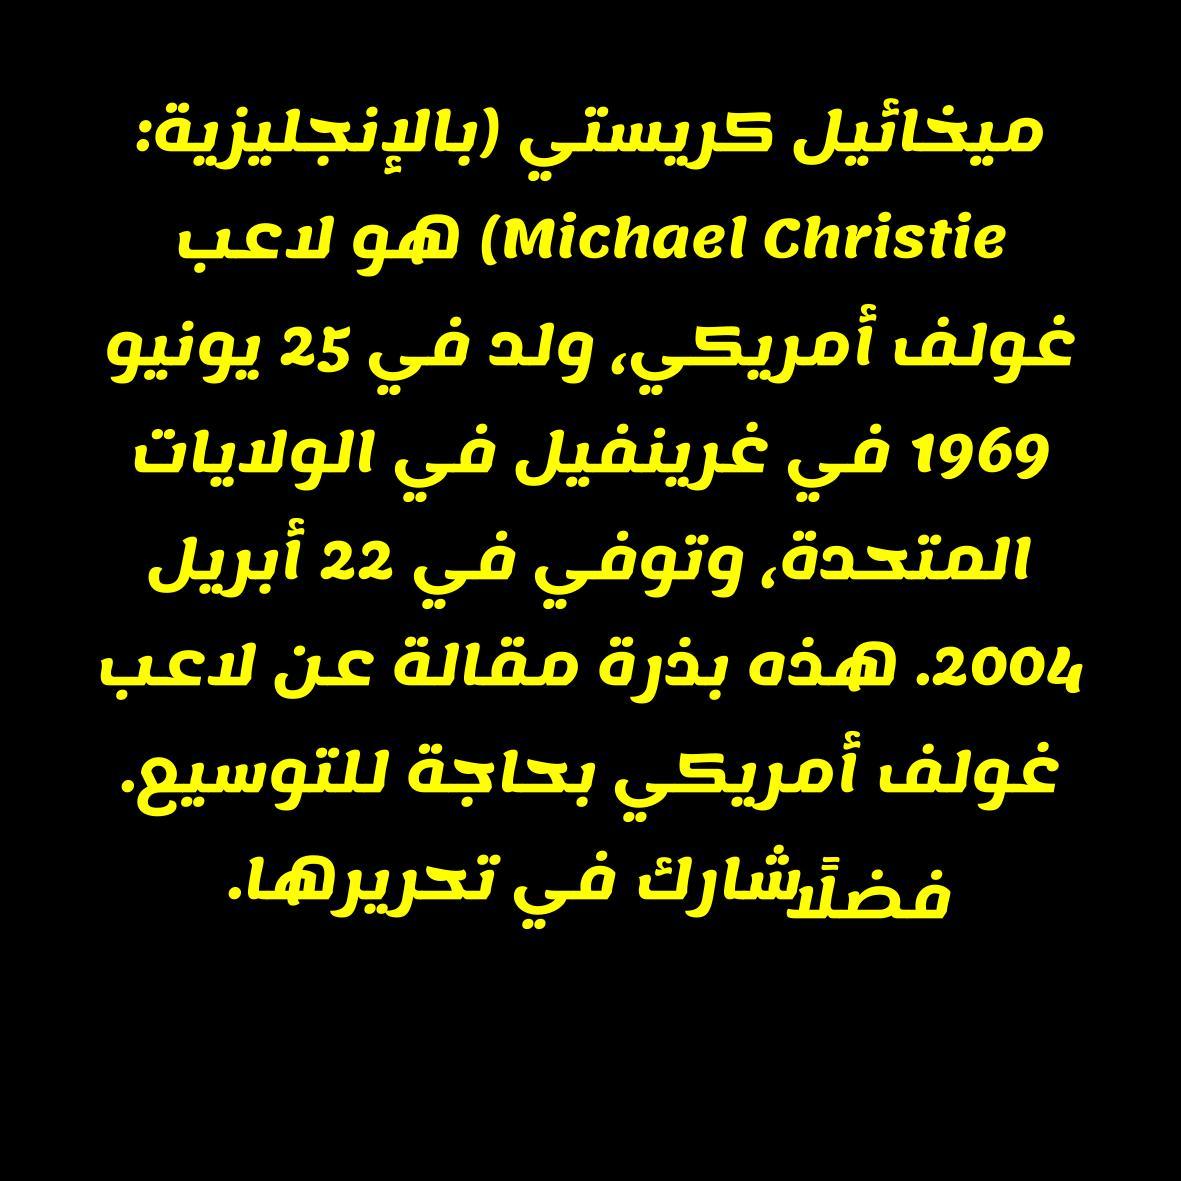 ميخائيل كريستي (بالإنجليزية:
Michael Christie) هو لاعب
غولف أمريكي، ولد في 25 يونيو
1969 في غرينفيل في الولايات
المتحدة، وتوفي في 22 أبريل
2004. هذه بذرة مقالة عن لاعب
غولف أمريكي بحاجة للتوسيع.
فضلًا شارك في تحريرها.